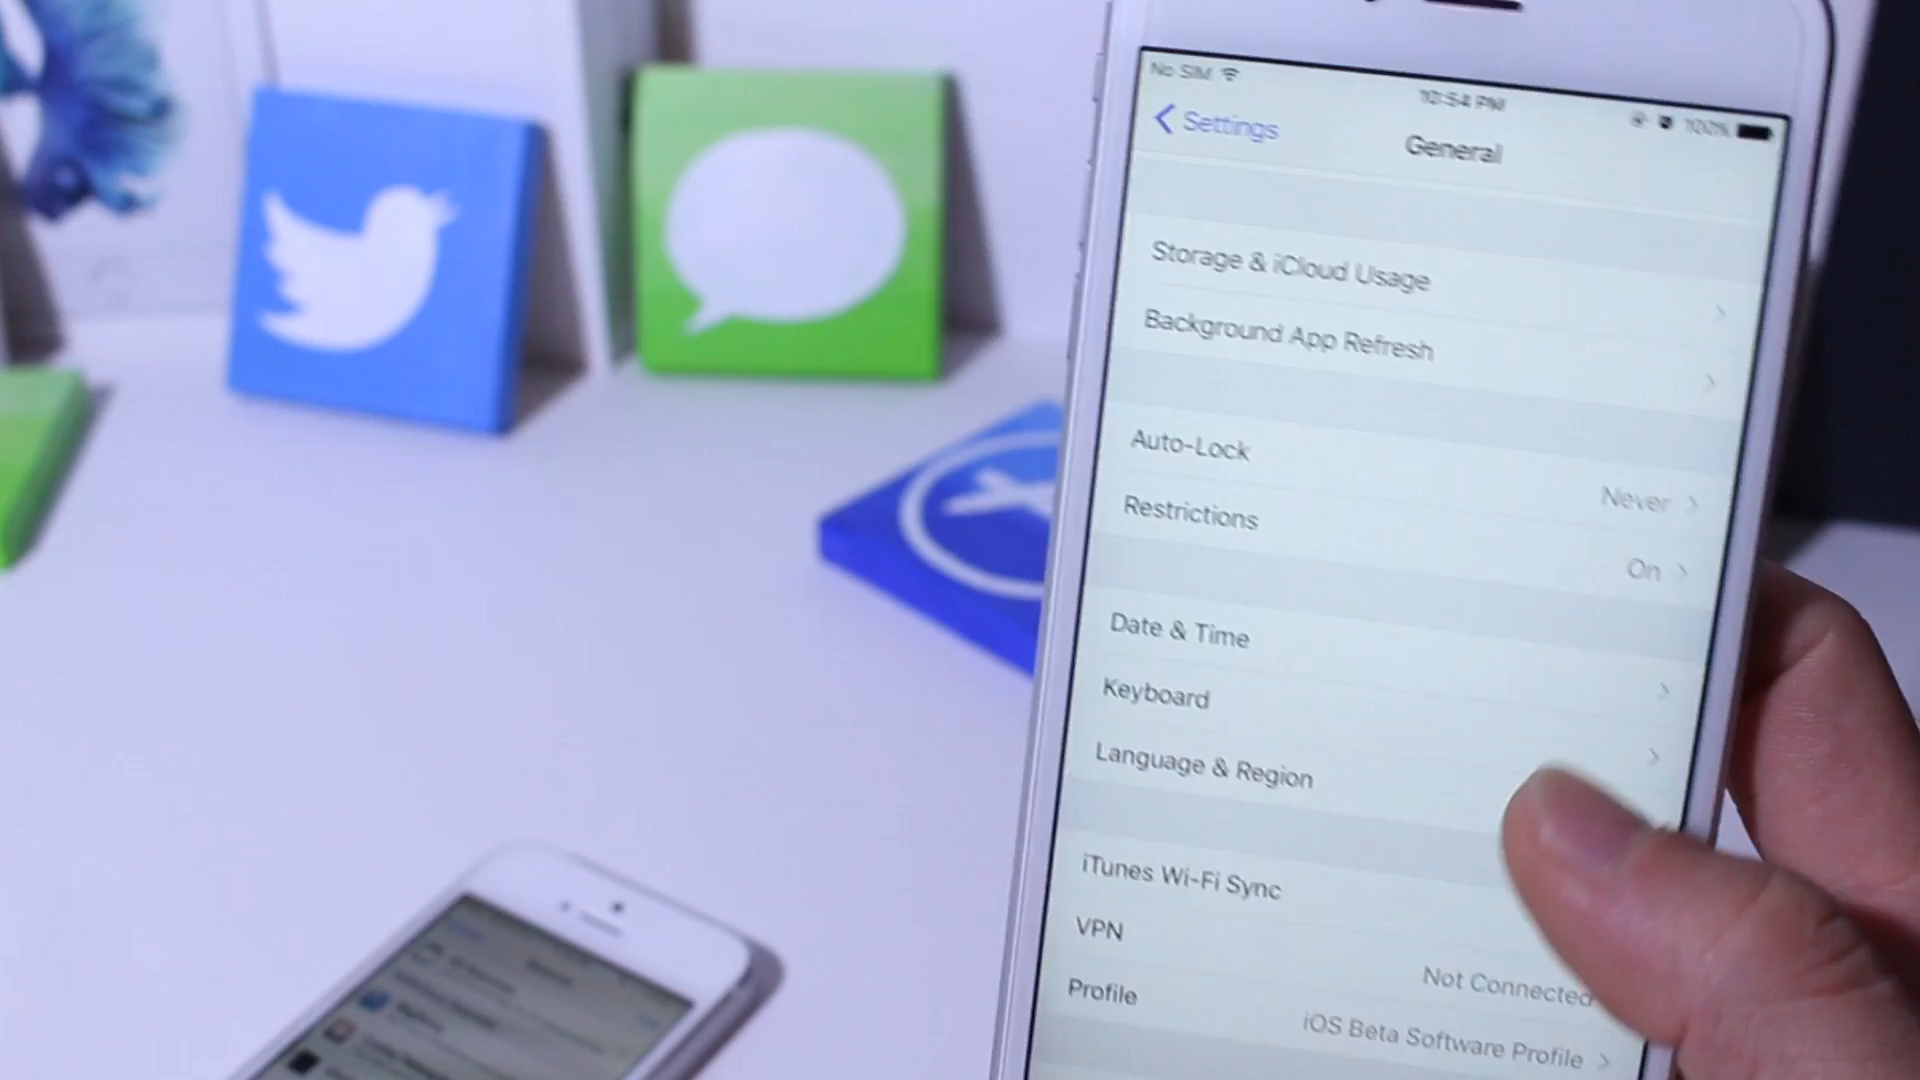 No SIM
10:54 PM
100%
Settings
General
Storage & iCloud Usage
Background App Refresh
Auto-Lock
Never
Restrictions
On
Date & Time
Keyboard
Language & Region
iTunes Wi-Fi Sync
VPN
Not Connected
Profile
iOS Beta Software Profile